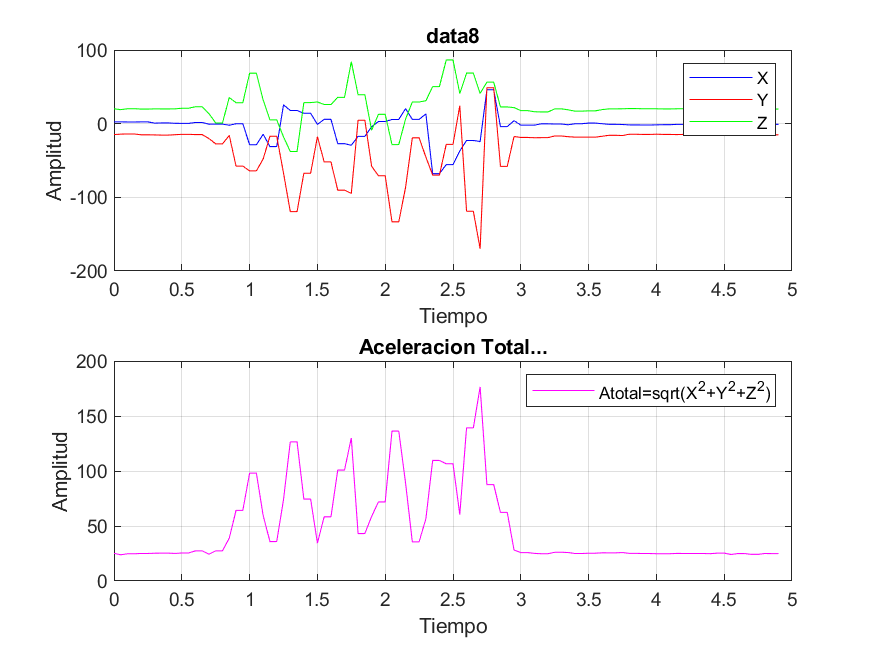 data8
100
0
-100
-200
Amplitud
X
Y
Z
0 0.5 1 1.5 2 2.5 3 3.5 4 4.5 5
Tiempo
Aceleracion Total...
200
150
100
50
0
Amplitud
Atotal=sqrt(X²+Y²+Z²)
0 0.5 1 1.5 2 2.5 3 3.5 4 4.5 5
Tiempo